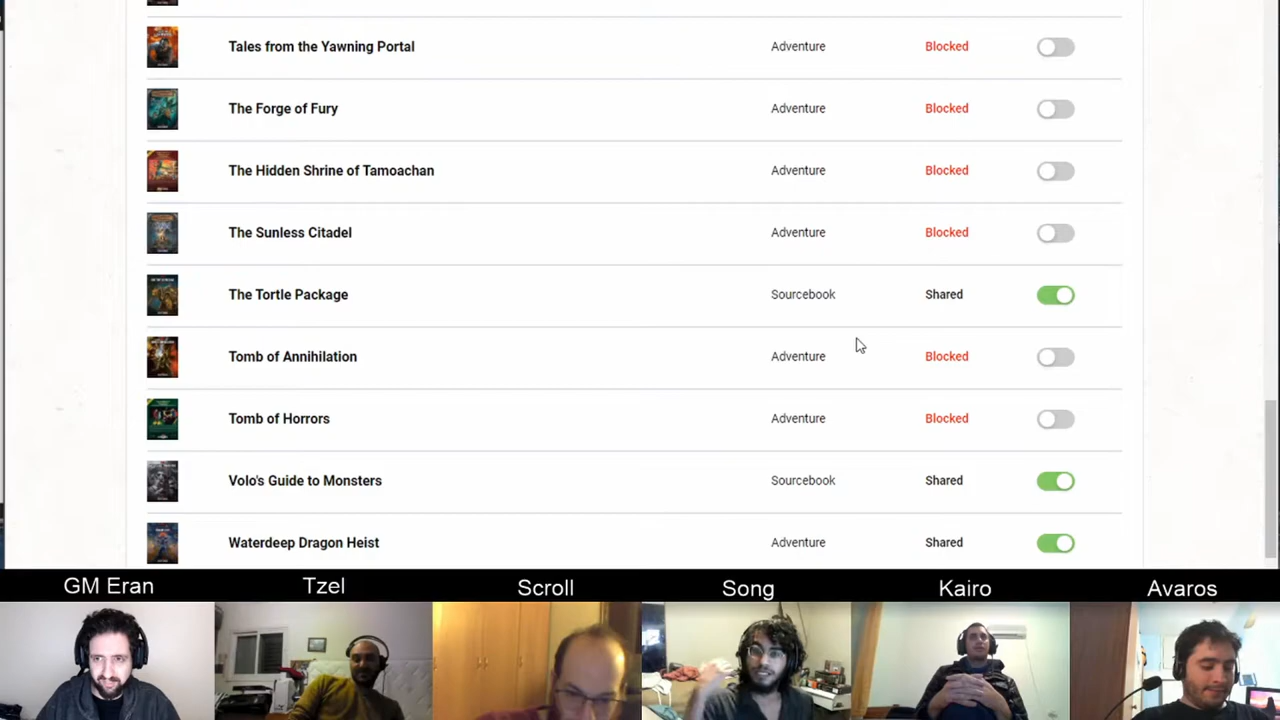 Tales from the Yawning Portal Adventure Blocked
The Forge of Fury Adventure Blocked
The Hidden Shrine of Tamoachan Adventure Blocked
The Sunless Citadel Adventure Blocked
The Tortle Package Sourcebook Shared
Tomb of Annihilation Adventure Blocked
Tomb of Horrors Adventure Blocked
Volo's Guide to Monsters Sourcebook Shared
Waterdeep Dragon Heist Adventure Shared
GM Eran Tzel Scroll Song Kairo Avaros